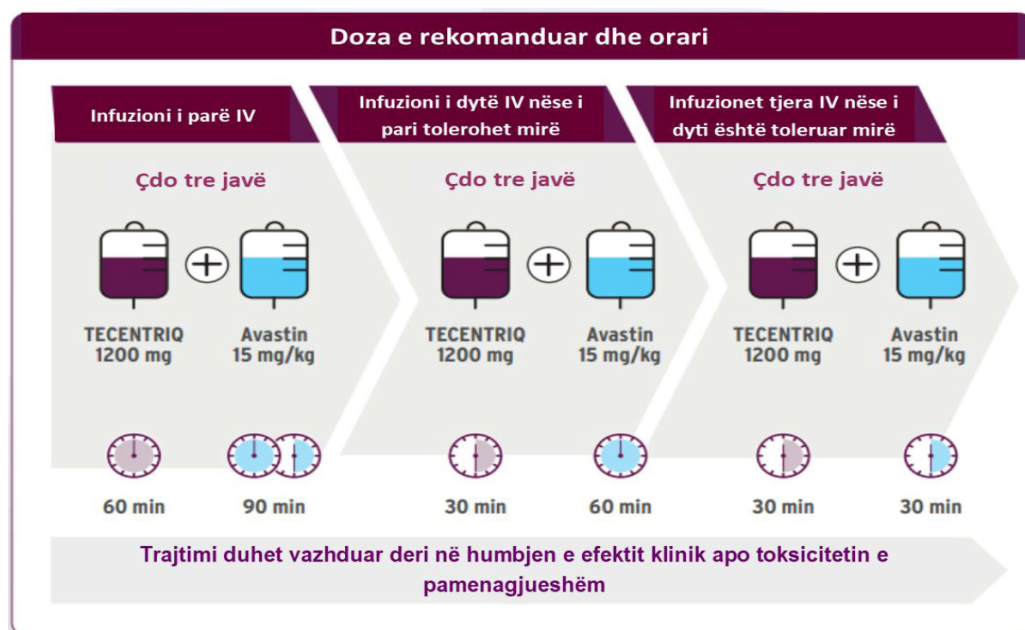 Doza e rekomanduar dhe orari
Infuzioni i parë IV
Infuzioni i dytë IV nëse i
pari tolerohet mirë
Infuzionet tjera IV nëse i
dyti është toleruar mirë
Çdo tre javë
Çdo tre javë
Çdo tre javë
TECENTRIQ
1200 mg
Avastin
15 mg/kg
TECENTRIQ
1200 mg
Avastin
15 mg/kg
TECENTRIQ
1200 mg
Avastin
15 mg/kg
60 min
90 min
30 min
60 min
30 min
30 min
Trajtimi duhet vazhduar deri në humbjen e efektit klinik apo toksicitetin e
pamenagjueshëm